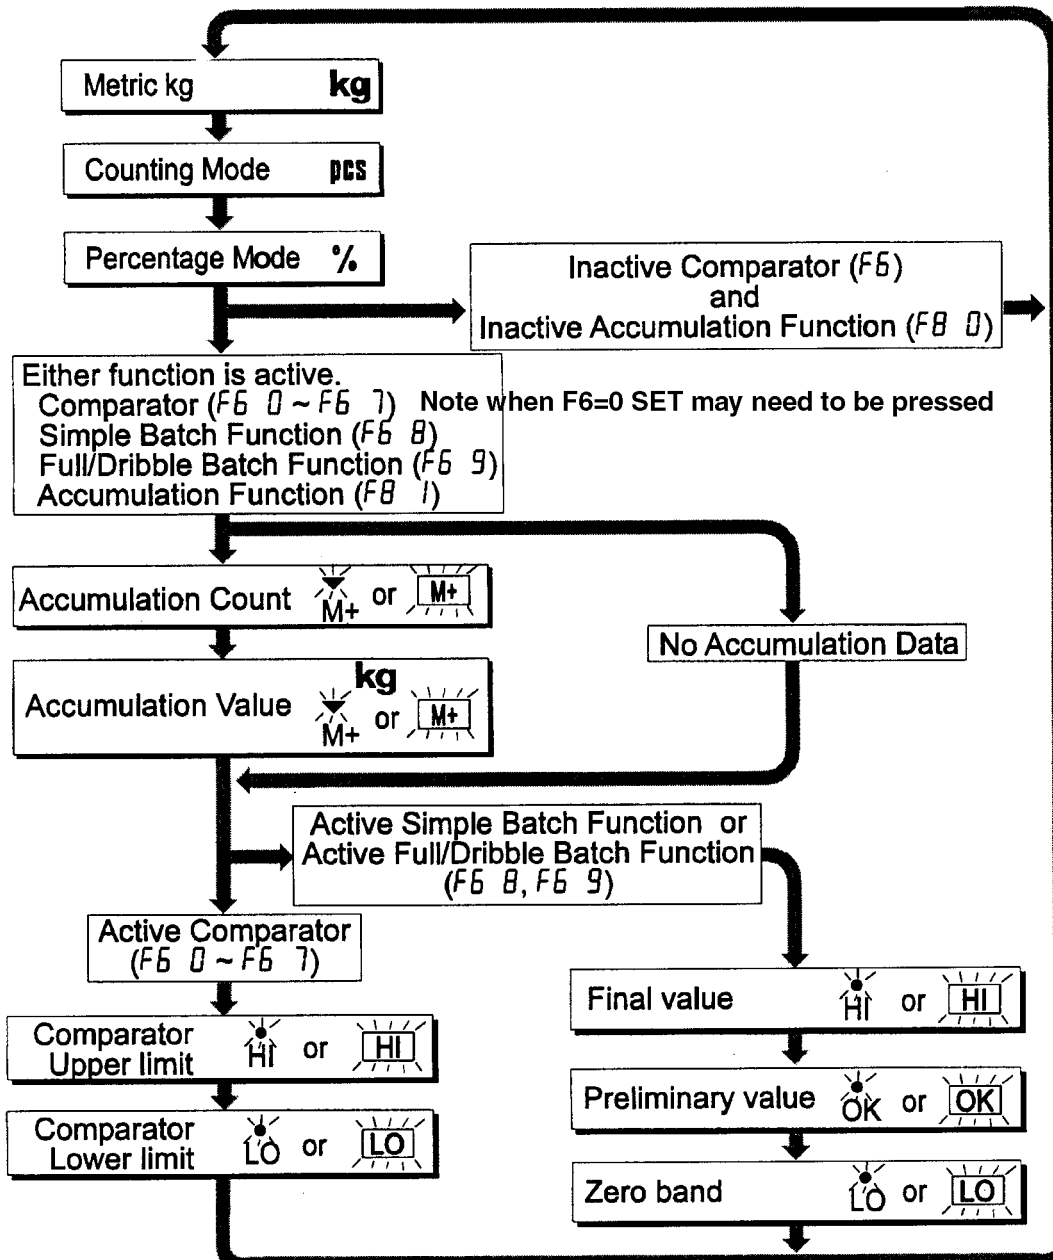 Metric kg kg
Counting Mode pcs
Percentage Mode %
Inactive Comparator (F6)
and
Inactive Accumulation Function (F8 0)
Either function is active.
Comparator (F6 0 ~ F6 7) Note when F6=0 SET may need to be pressed
Simple Batch Function (F6 8)
Full/Dribble Batch Function (F6 9)
Accumulation Function (F8 1)
Accumulation Count M+ or M+
No Accumulation Data
kg
Accumulation Value M+ or M+
Active Simple Batch Function or
Active Full/Dribble Batch Function
(F6 8, F6 9)
Active Comparator
(F6 0 ~ F6 7)
Final value HI or HI
Comparator
Upper limit HI or HI
Preliminary value OK or OK
Comparator
Lower limit LO or LO
Zero band LO or LO